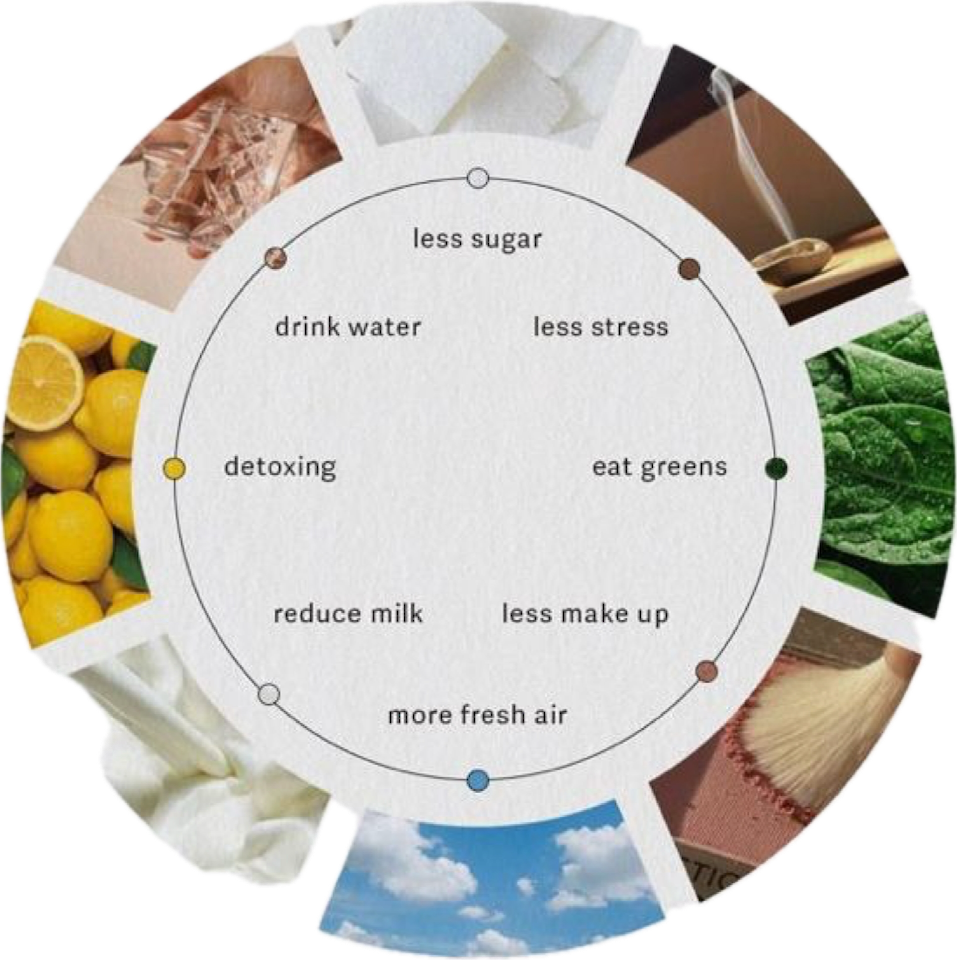 less sugar
drink water
less stress
detoxing
eat greens
reduce milk
less make up
more fresh air